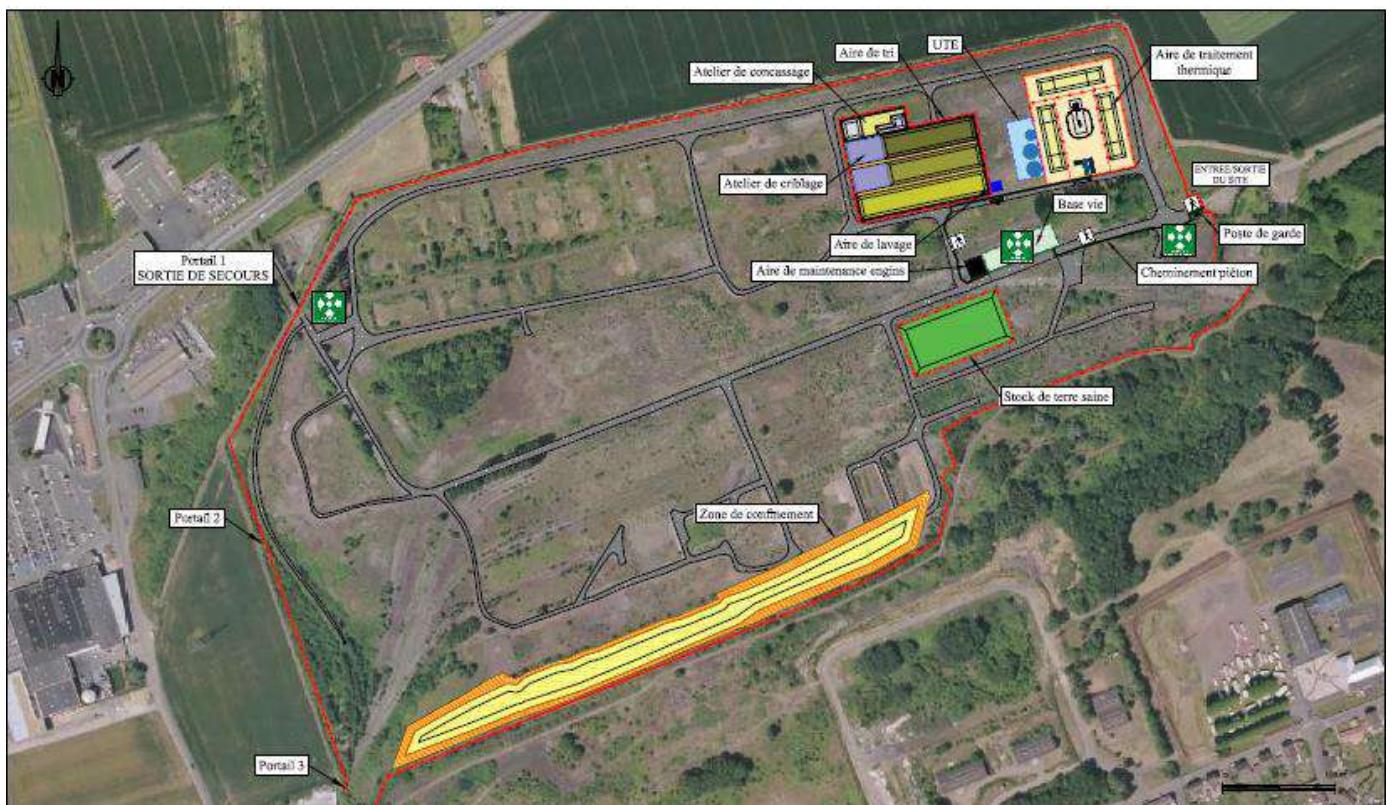 N
UTE
Aire de tri
Aire de traitement
thermique
Atelier de concassage
ENTREE/SORTIE
DU SITE
Atelier de criblage
Base vie
Poste de garde
Aire de lavage
Portail 1
SORTIE DE SECOURS
Aire de maintenance engins
Cheminement piéton
Stock de terre saine
Zone de confinement
Portail 2
Portail 3